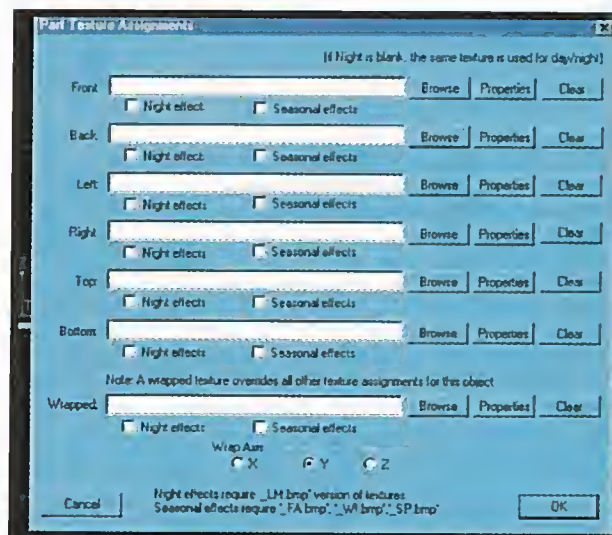 Part Texture Assignments
(If Night is blank, the same texture is used for day/night)
Front Browse Properties Clear
Night effect Seasonal effects
Back Browse Properties Clear
Night effect Seasonal effects
Left Browse Properties Clear
Night effects Seasonal effects
Right Browse Properties Clear
Night effects Seasonal effects
Top: Browse Properties Clear
Night effects Seasonal effects
Bottom: Browse Properties Clear
Night effects Seasonal effects
Note: A wrapped texture overrides all other texture assignments for this object
Wrapped: Browse Properties Clear
Night effects Seasonal effects
Wrap Axis
X Y Z
Cancel Night effects require "_LM.bmp" version of textures OK
Seasonal effects require "_FA.bmp","_WI.bmp","_SP.bmp"